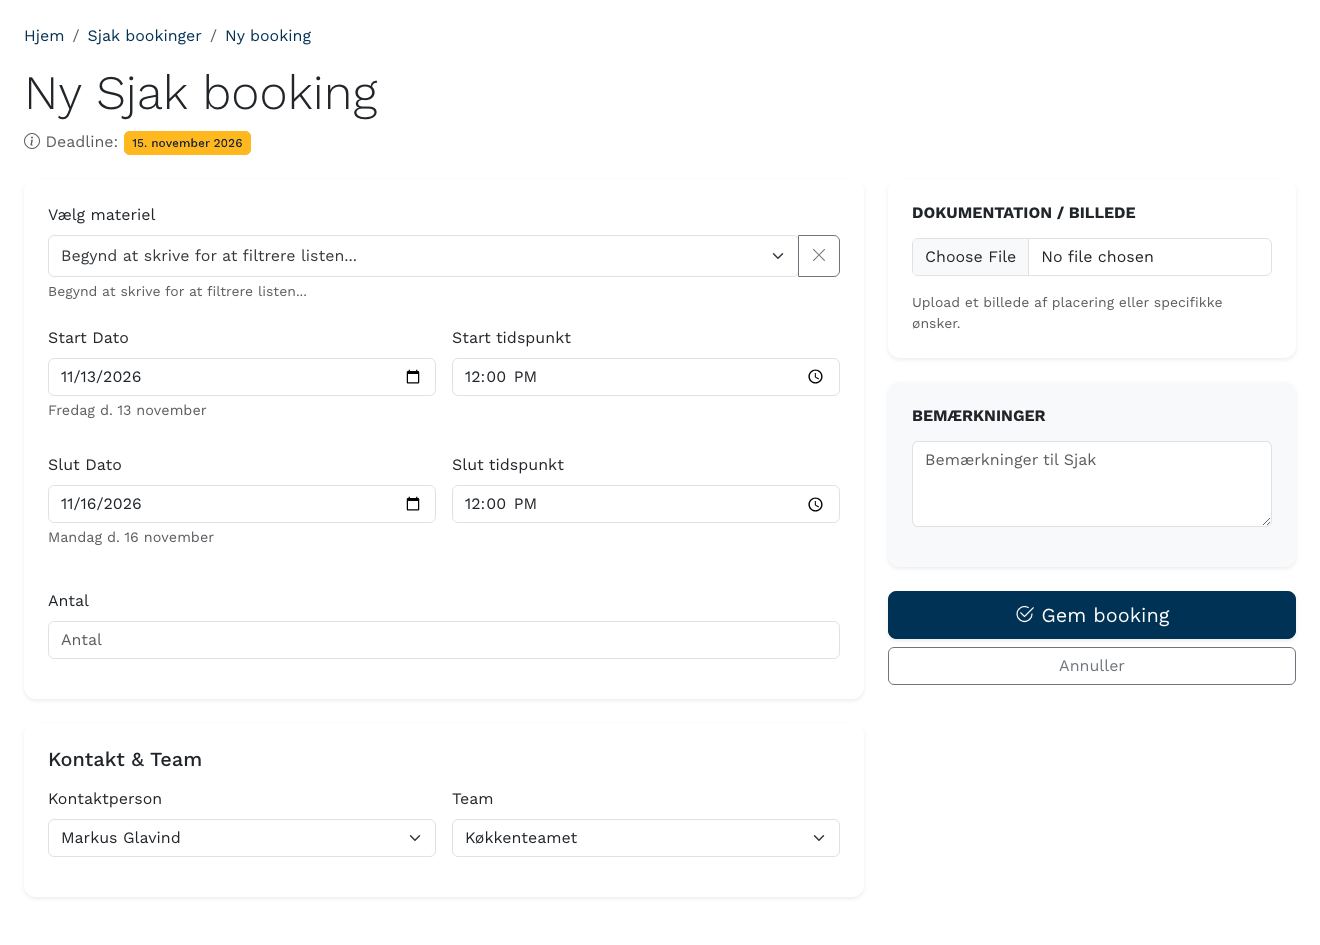 Hjem / Sjak bookinger / Ny booking
Ny Sjak booking
Deadline: 15. november 2026
Vælg materiel
Begynd at skrive for at filtrere listen...
Begynd at skrive for at filtrere listen...
Start Dato
Start tidspunkt
11/13/2026
12:00 PM
Fredag d. 13 november
Slut Dato
Slut tidspunkt
11/16/2026
12:00 PM
Mandag d. 16 november
Antal
Antal
Kontakt & Team
Kontaktperson
Team
Markus Glavind
Køkkenteamet
DOKUMENTATION / BILLEDE
Choose File No file chosen
Upload et billede af placering eller specifikke
ønsker.
BEMÆRKNINGER
Bemærkninger til Sjak
Gem booking
Annuller